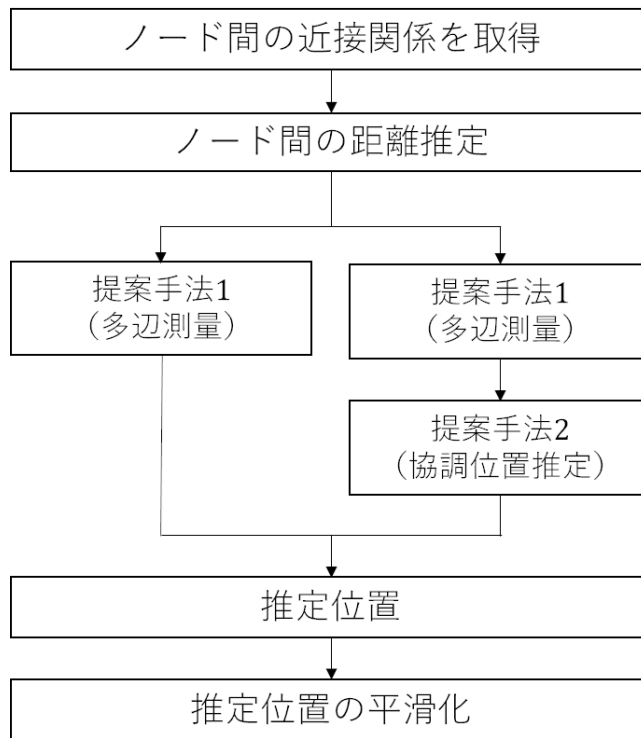 ノード間の近接関係を取得
ノード間の距離推定
提案手法1
（多辺測量）
提案手法1
（多辺測量）
提案手法2
（協調位置推定）
推定位置
推定位置の平滑化